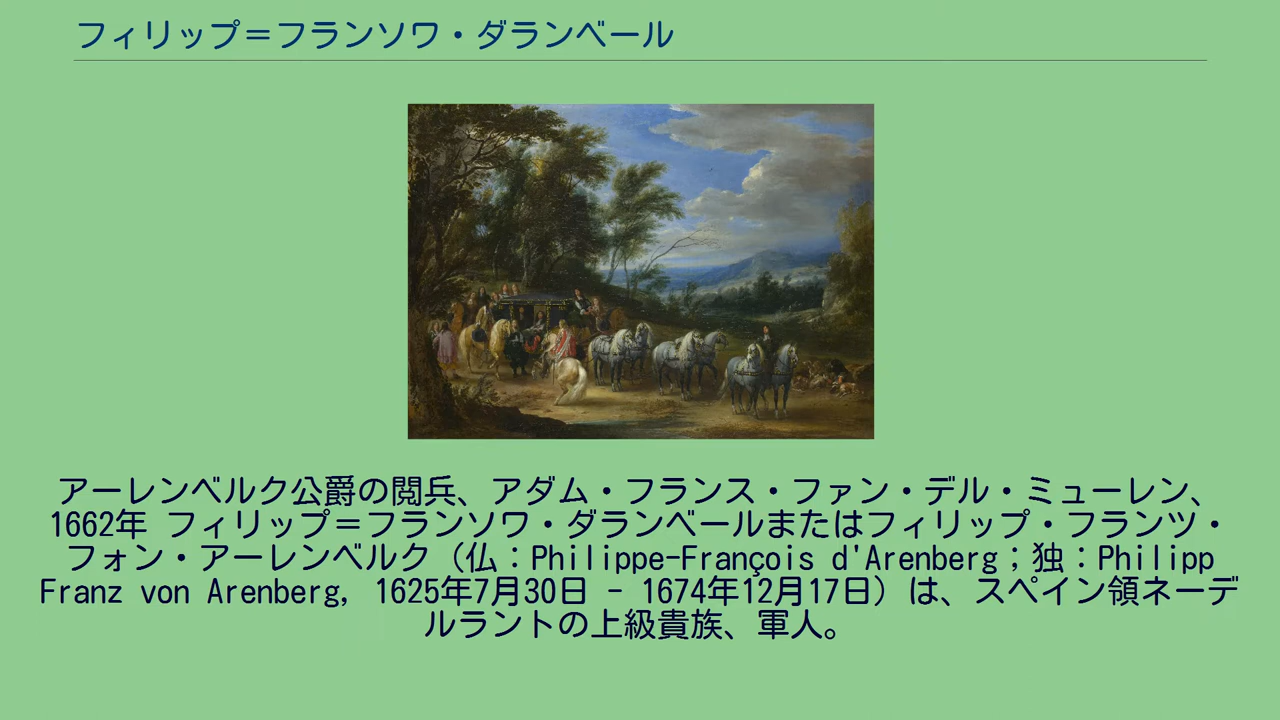 フィリップ＝フランソワ・ダランベール
アーレンベルク公爵の閲兵、アダム・フランス・ファン・デル・ミューレン、
1662年 フィリップ＝フランソワ・ダランベールまたはフィリップ・フランツ・
フォン・アーレンベルク（仏：Philippe-François d'Arenberg；独：Philipp
Franz von Arenberg, 1625年7月30日 - 1674年12月17日）は、スペイン領ネーデ
ルラントの上級貴族、軍人。